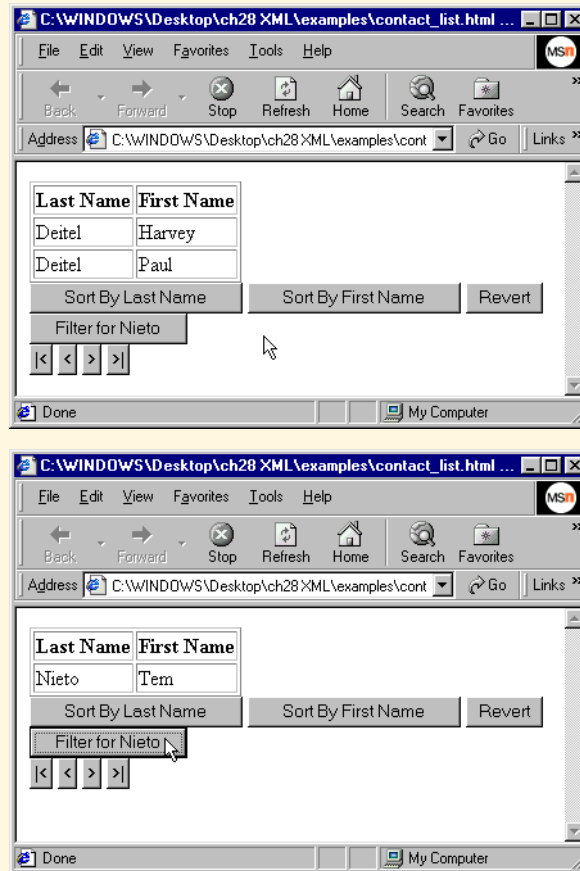 C:\WINDOWS\Desktop\ch28 XML\examples\contact_list.html ...
File Edit View Favorites Tools Help
msn
Back Forward Stop Refresh Home Search Favorites »
Address C:\WINDOWS\Desktop\ch28 XML\examples\cont Go Links »
Last Name First Name
Deitel Harvey
Deitel Paul
Sort By Last Name Sort By First Name Revert
Filter for Nieto
|< < > >|
Done My Computer
C:\WINDOWS\Desktop\ch28 XML\examples\contact_list.html ...
File Edit View Favorites Tools Help
msn
Back Forward Stop Refresh Home Search Favorites »
Address C:\WINDOWS\Desktop\ch28 XML\examples\cont Go Links »
Last Name First Name
Nieto Tem
Sort By Last Name Sort By First Name Revert
Filter for Nieto
|< < > >|
Done My Computer